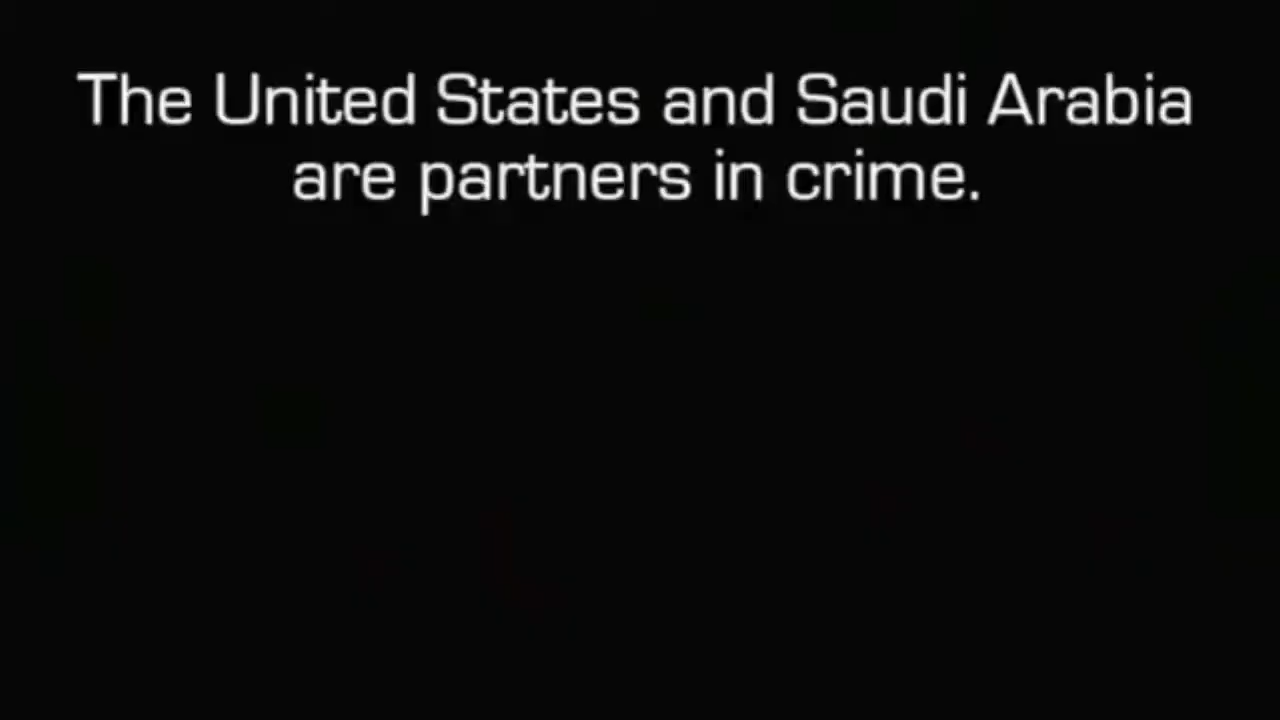 The United States and Saudi Arabia
are partners in crime.